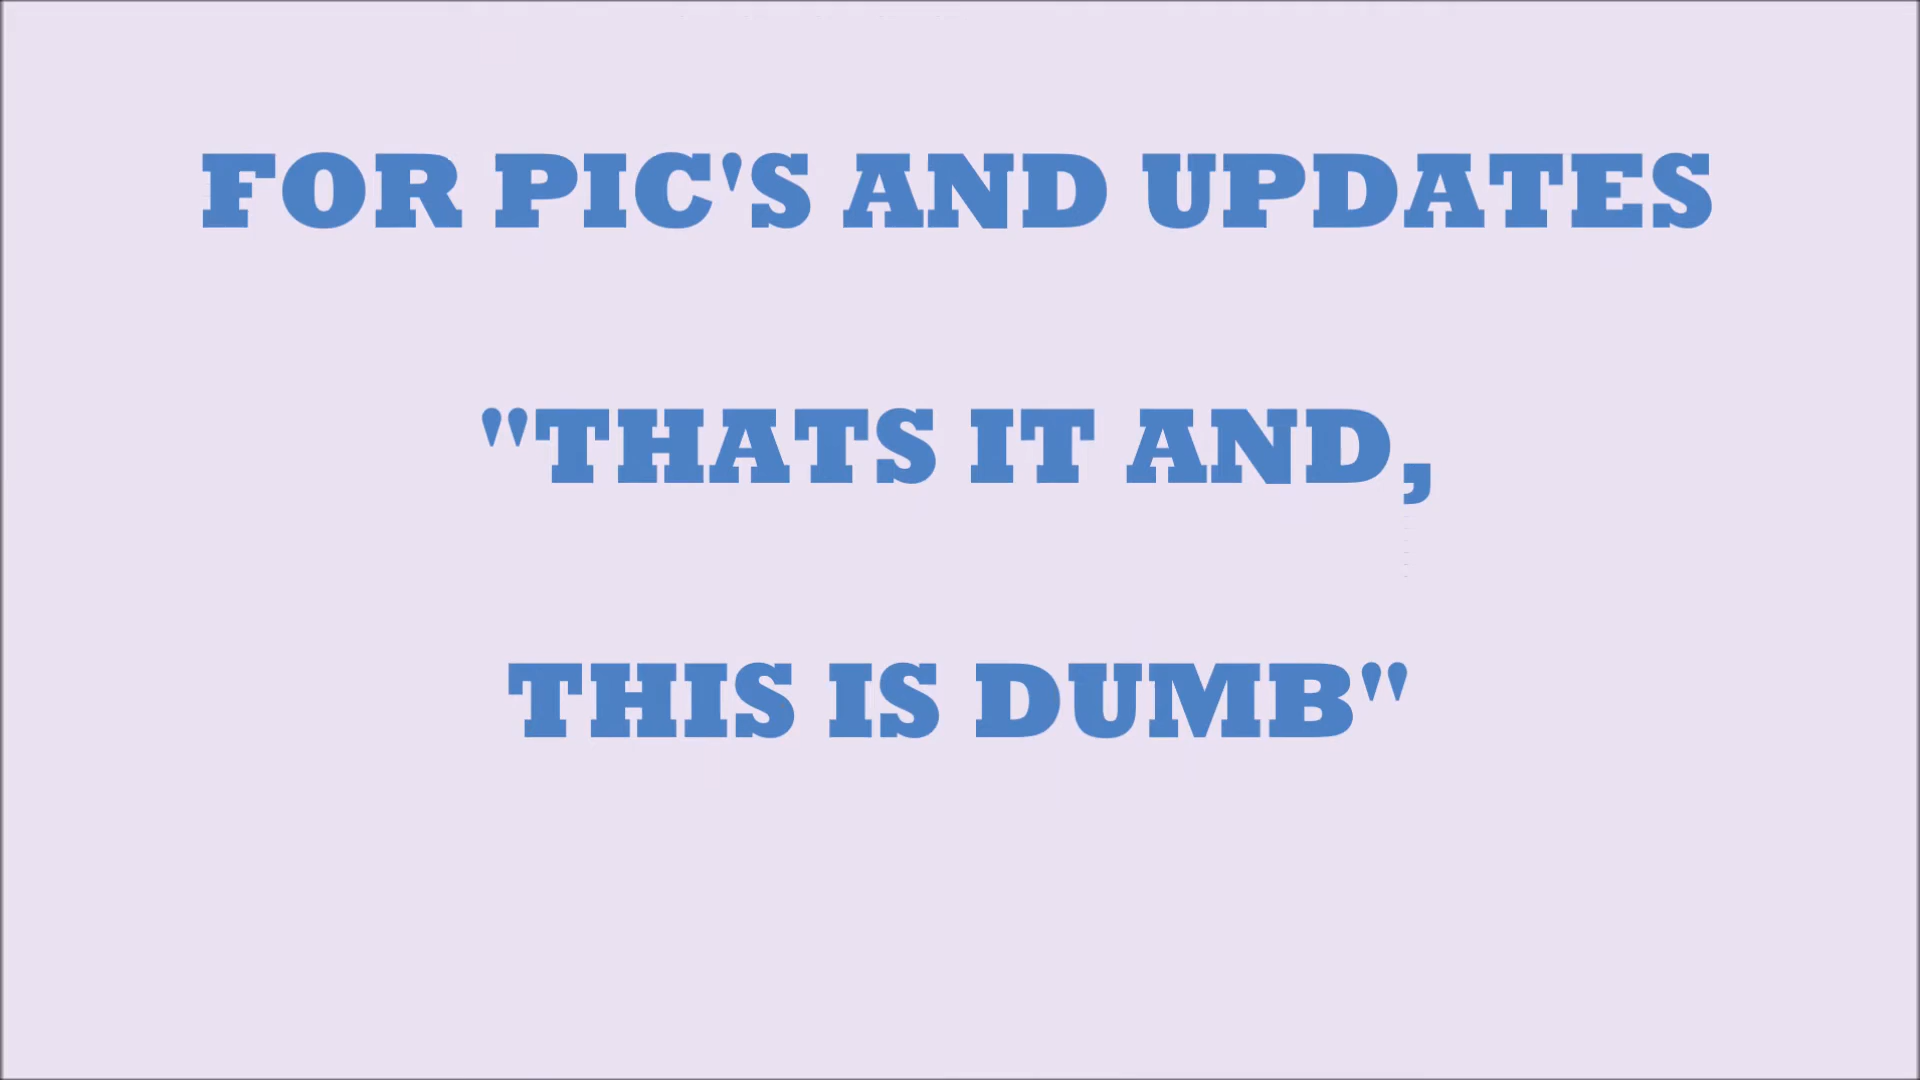 FOR PIC'S AND UPDATES
"THATS IT AND,
THIS IS DUMB"